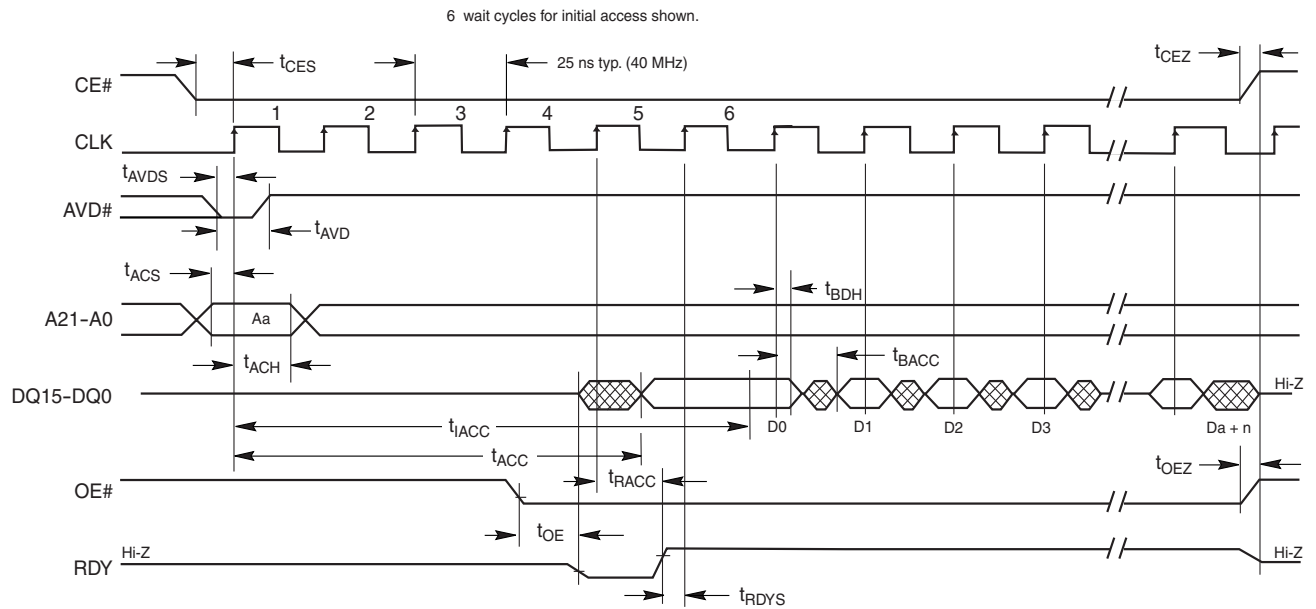 6 wait cycles for initial access shown.
tCES
25 ns typ. (40 MHz)
tCEZ
CE#
1 2 3 4 5 6
CLK
tAVDS
AVD#
tAVD
tACS
tBDH
A21-A0
Aa
tACH
tBACC
DQ15-DQ0
Hi-Z
tIACC
D0 D1 D2 D3 Da + n
tACC
tRACC
tOEZ
OE#
tOE
Hi-Z
Hi-Z
RDY
tRDYS